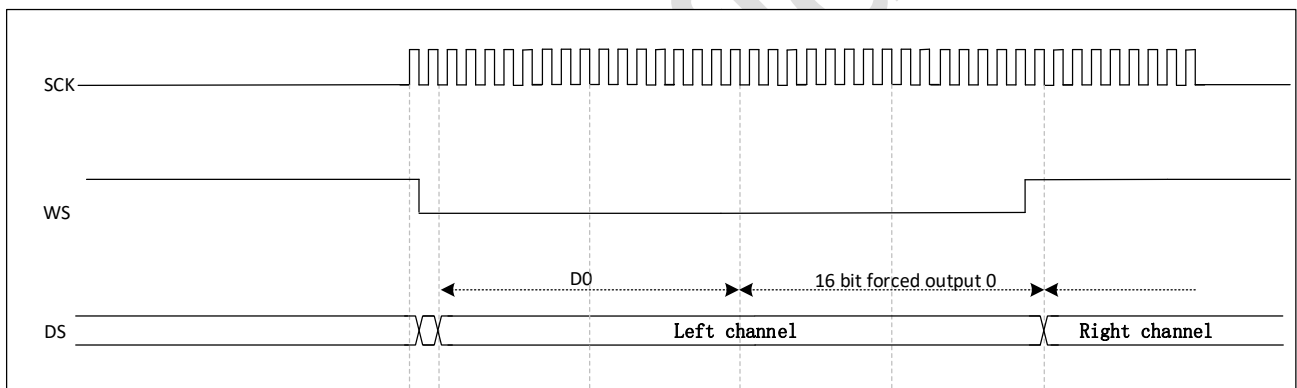 SCK
WS
D0
16 bit forced output 0
DS
Left channel
Right channel